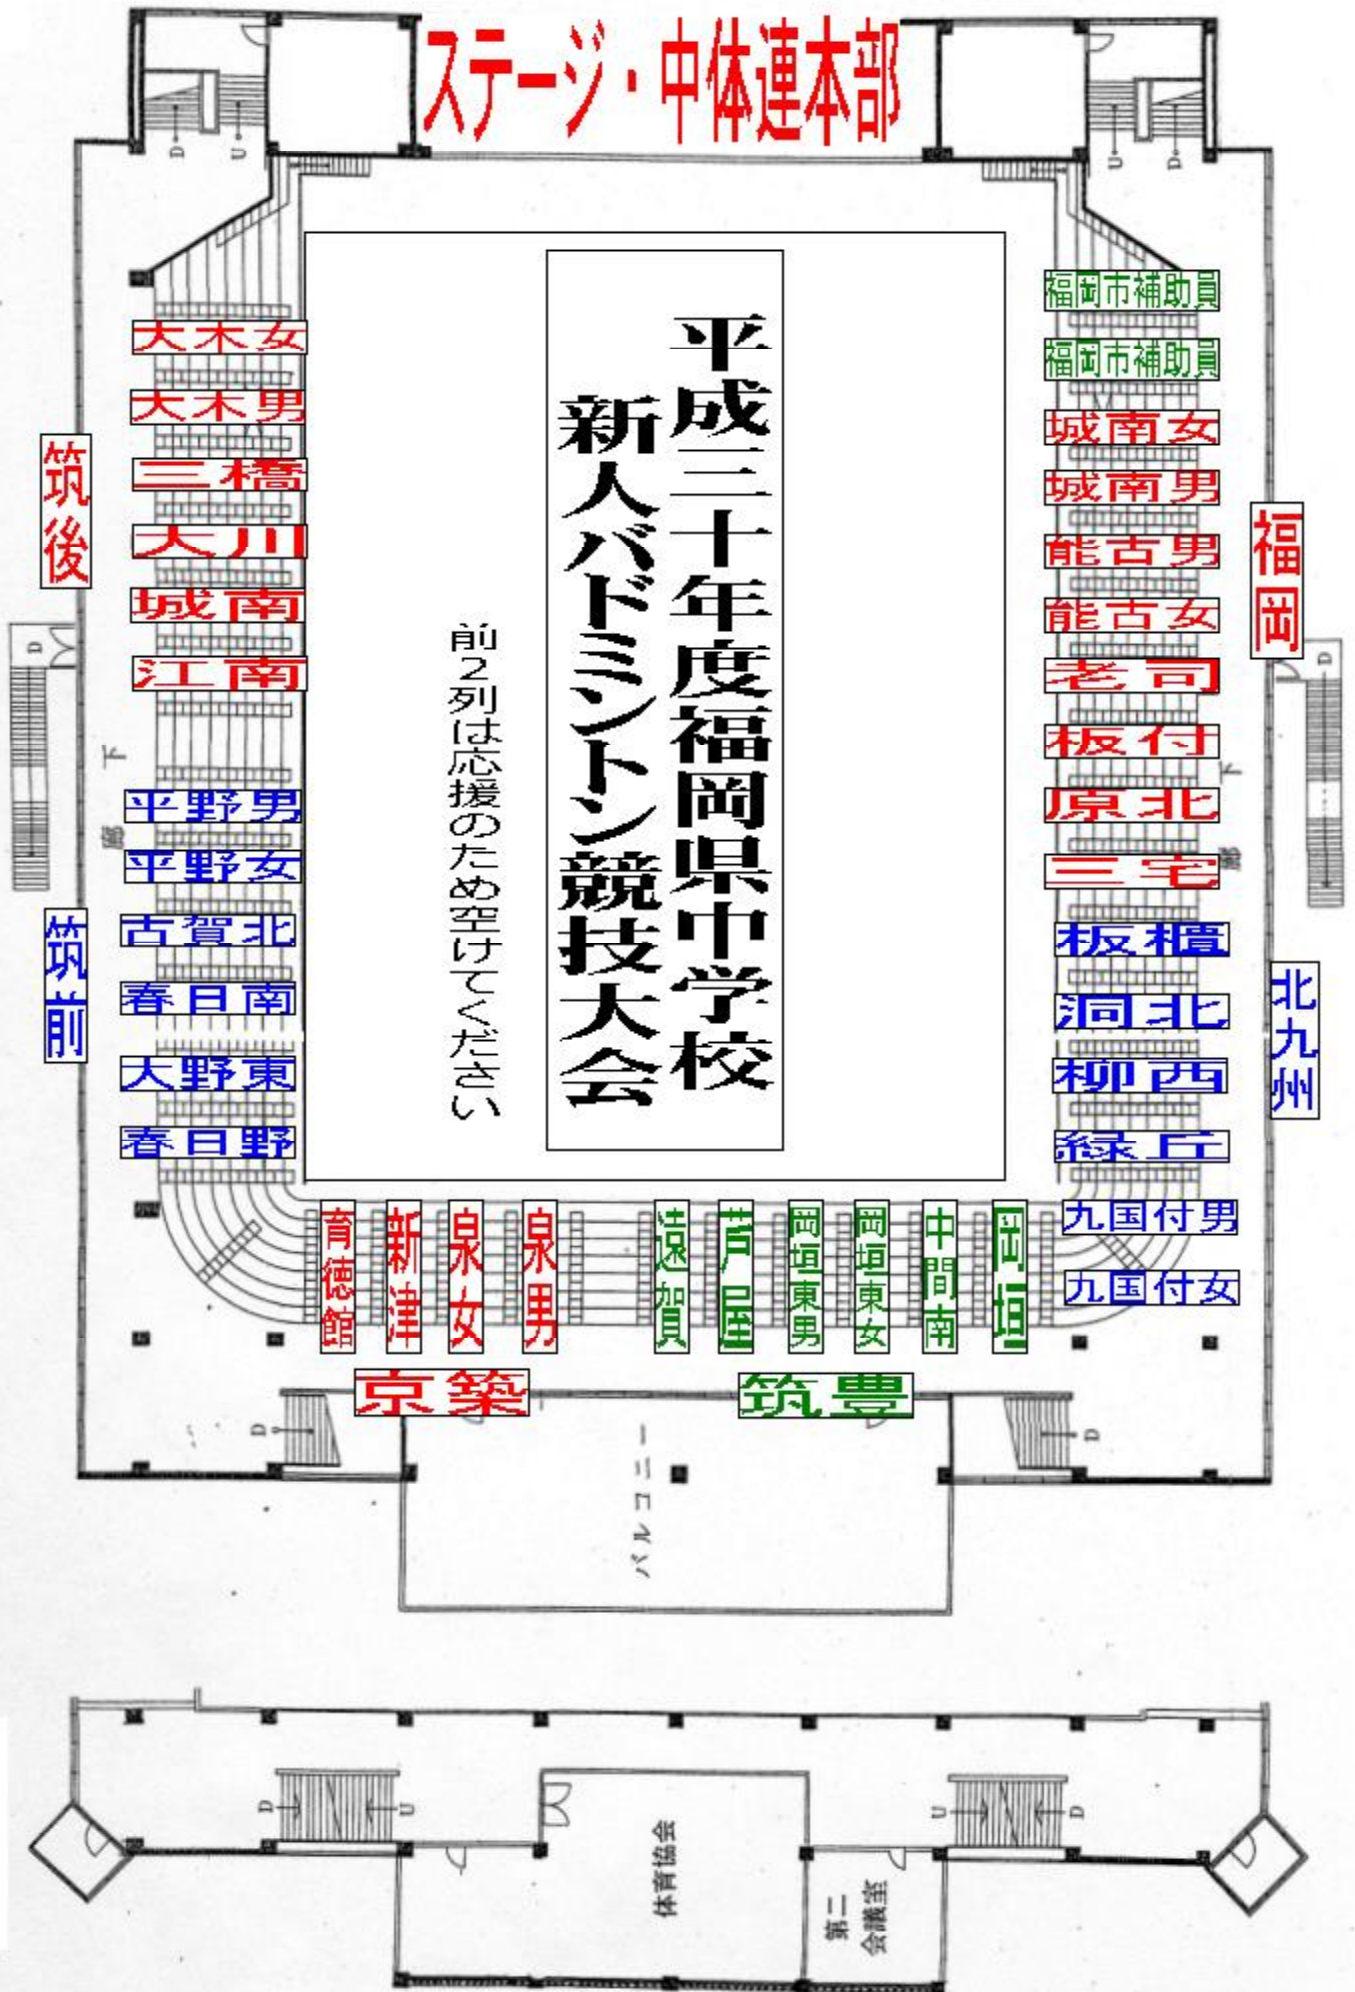 ステージ・中体連本部
平成三十年度福岡県中学校
新人バドミントン競技大会
前2列は応援のため空けてください
筑後
大木女
大木男
三橋
大川
城南
江南
筑前
平野男
平野女
古賀北
春日南
大野東
春日野
福岡
福岡市補助員
福岡市補助員
城南女
城南男
能古男
能古女
老司
板付
原北
三宅
北九州
板櫃
洞北
柳西
緑丘
九国付男
九国付女
育徳館
新津
泉女
泉男
京築
遠賀
芦屋
岡垣東男
岡垣東女
中間南
岡垣
筑豊
廊下
廊下
バルコニー
体育協会
第二
会議室
D
U
U
D
D
D
D
D
D
U
U
D